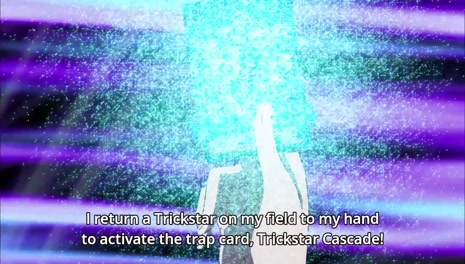 I return a Trickstar on my field to my hand
to activate the trap card, Trickstar Cascade!